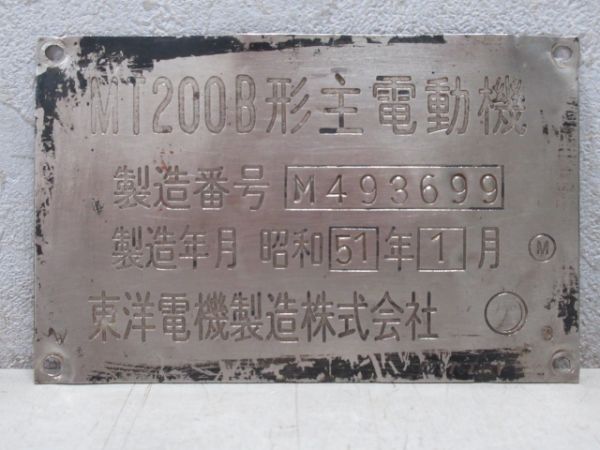 MT200B形主電動機
製造番号 M493699
製造年月 昭和51年1月 Ⓜ
東洋電機製造株式会社